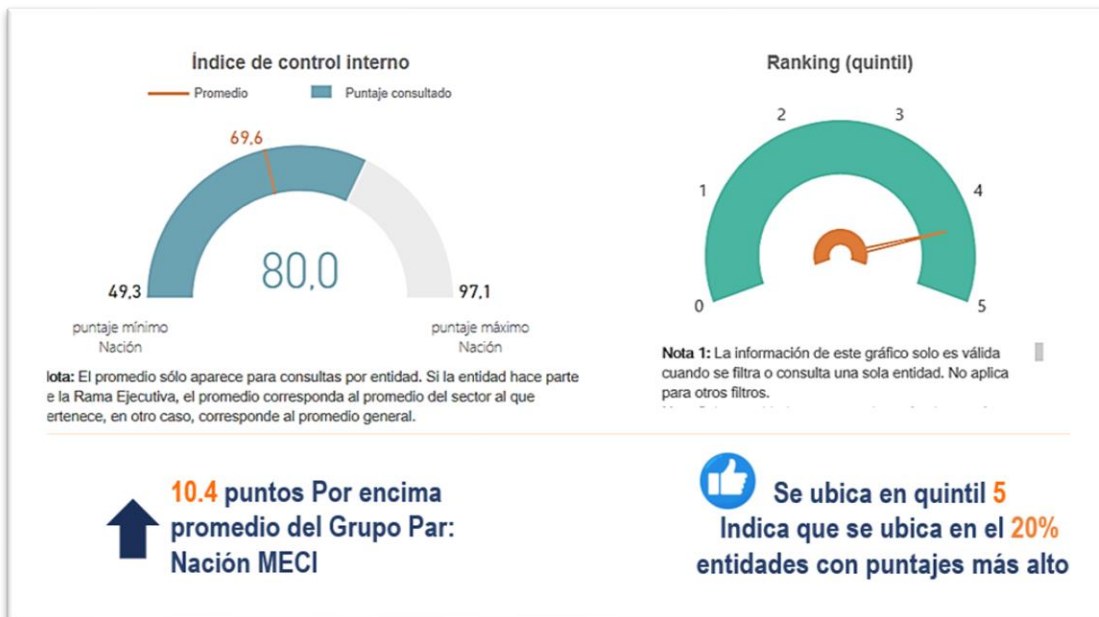 Índice de control interno
Promedio
Puntaje consultado
69,6
80,0
49,3
97,1
puntaje mínimo
Nación
puntaje máximo
Nación
lota: El promedio sólo aparece para consultas por entidad. Si la entidad hace parte
e la Rama Ejecutiva, el promedio corresponda al promedio del sector al que
ertenece, en otro caso, corresponde al promedio general.
Ranking (quintil)
2
3
1
4
0
5
Nota 1: La información de este gráfico solo es válida
cuando se filtra o consulta una sola entidad. No aplica
para otros filtros.
10.4 puntos Por encima
promedio del Grupo Par:
Nación MECI
Se ubica en quintil 5
Indica que se ubica en el 20%
entidades con puntajes más alto